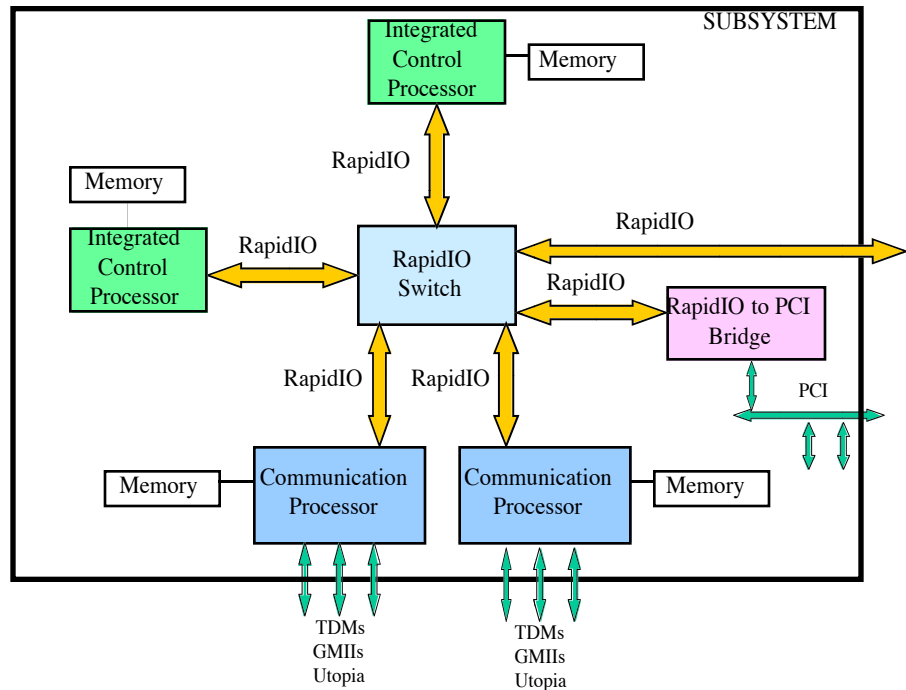 SUBSYSTEM
Integrated
Control
Processor
Memory
RapidIO
Memory
Integrated
Control
Processor
RapidIO
RapidIO
Switch
RapidIO
RapidIO
RapidIO to PCI
Bridge
RapidIO
RapidIO
PCI
Memory
Communication
Processor
Communication
Processor
Memory
TDMs
GMIIs
Utopia
TDMs
GMIIs
Utopia